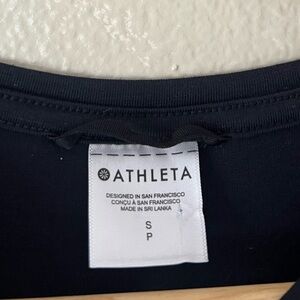 ATHLETA
DESIGNED IN SAN FRANCISCO
CONÇU À SAN FRANCISCO
MADE IN SRI LANKA
S
P